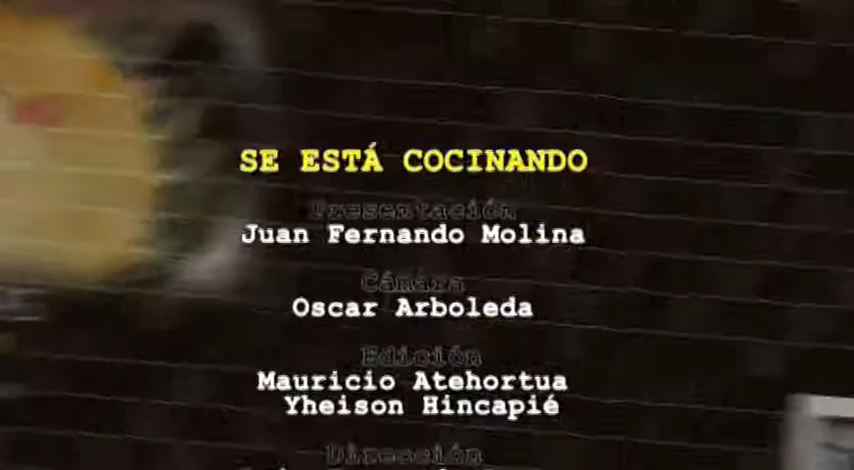 SE ESTÁ COCINANDO
Presentación
Juan Fernando Molina
Cámara
Oscar Arboleda
Edición
Mauricio Atehortua
Yheison Hincapié
Dirección